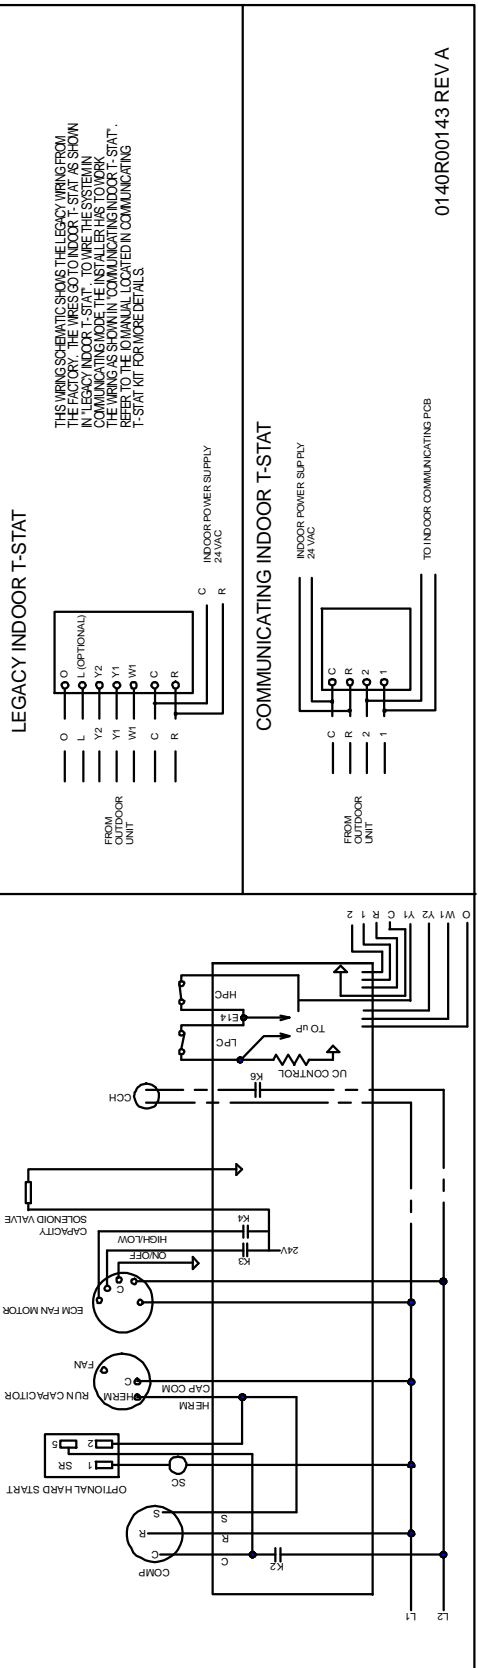 LEGACY INDOOR T-STAT
THIS WIRING SCHEMATIC SHOWS THE LEGACY WIRING FROM
THE FACTORY. THE WIRES GO TO INDOOR T-STAT AS SHOWN
IN "LEGACY INDOOR T-STAT". TO WIRE THE SYSTEM IN
COMMUNICATING MODE THE INSTALLER HAS TO WORK
THE WIRING AS SHOWN IN "COMMUNICATING INDOOR T-STAT".
REFER TO THE IO MANUAL LOCATED IN COMMUNICATING
T-STAT KIT FOR MORE DETAILS.
FROM
OUTDOOR
UNIT
O
L
Y2
Y1
W1
C
R
O
L (OPTIONAL)
Y2
Y1
W1
C
R
C
R
INDOOR POWER SUPPLY
24 VAC
COMMUNICATING INDOOR T-STAT
INDOOR POWER SUPPLY
24 VAC
FROM
OUTDOOR
UNIT
C
R
2
1
C
R
2
1
TO INDOOR COMMUNICATING PCB
0140R00143 REV A
L1
L2
COMP
C
R
S
C
R
S
K2
SC
OPTIONAL HARD START
SR
1
2
5
HERM
CAP COM
RUN CAPACITOR
HERM
C
FAN
ECM FAN MOTOR
C
ON/OFF
HIGH/LOW
K3
K4
24V
CAPACITY
SOLENOID VALVE
CCH
K6
UC CONTROL
LPC
TO uP
E14
HPC
2
1
R
C
Y1
Y2
W1
O